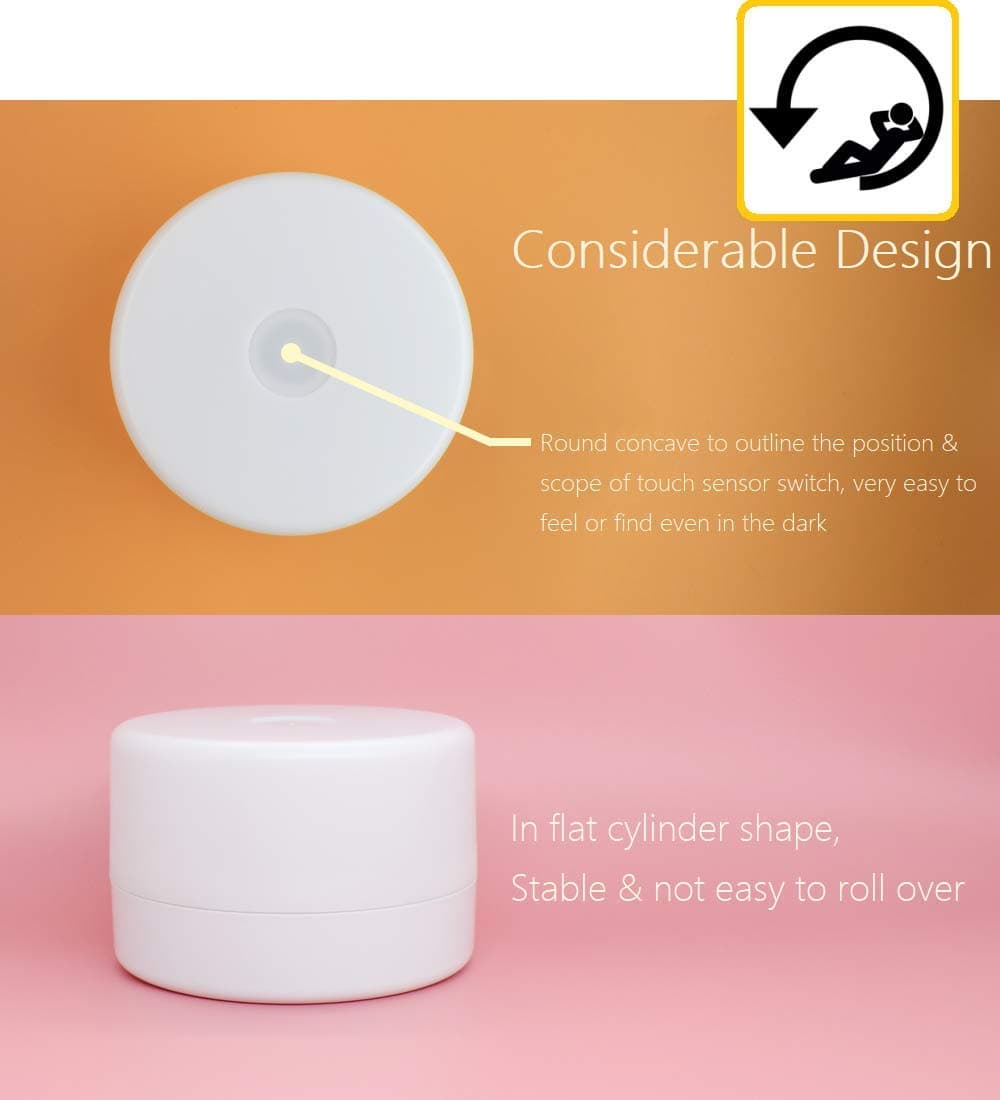 Considerable Design
Round concave to outline the position &
scope of touch sensor switch, very easy to
feel or find even in the dark
In flat cylinder shape,
Stable & not easy to roll over